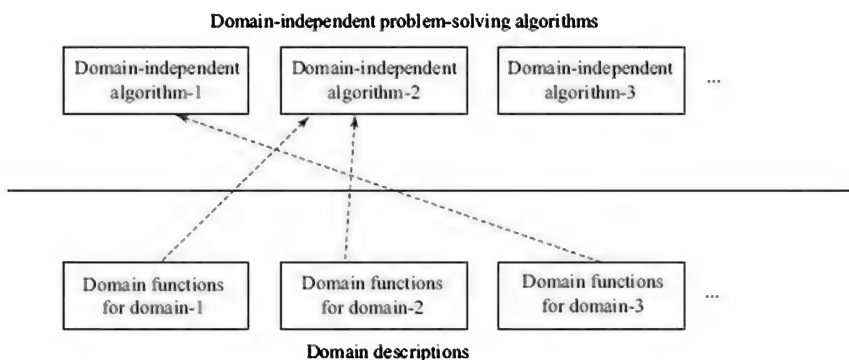 Domain-independent problem-solving algorithms
Domain-independent
algorithm-1
Domain-independent
algorithm-2
Domain-independent
algorithm-3
...
Domain functions
for domain-1
Domain functions
for domain-2
Domain functions
for domain-3
...
Domain descriptions